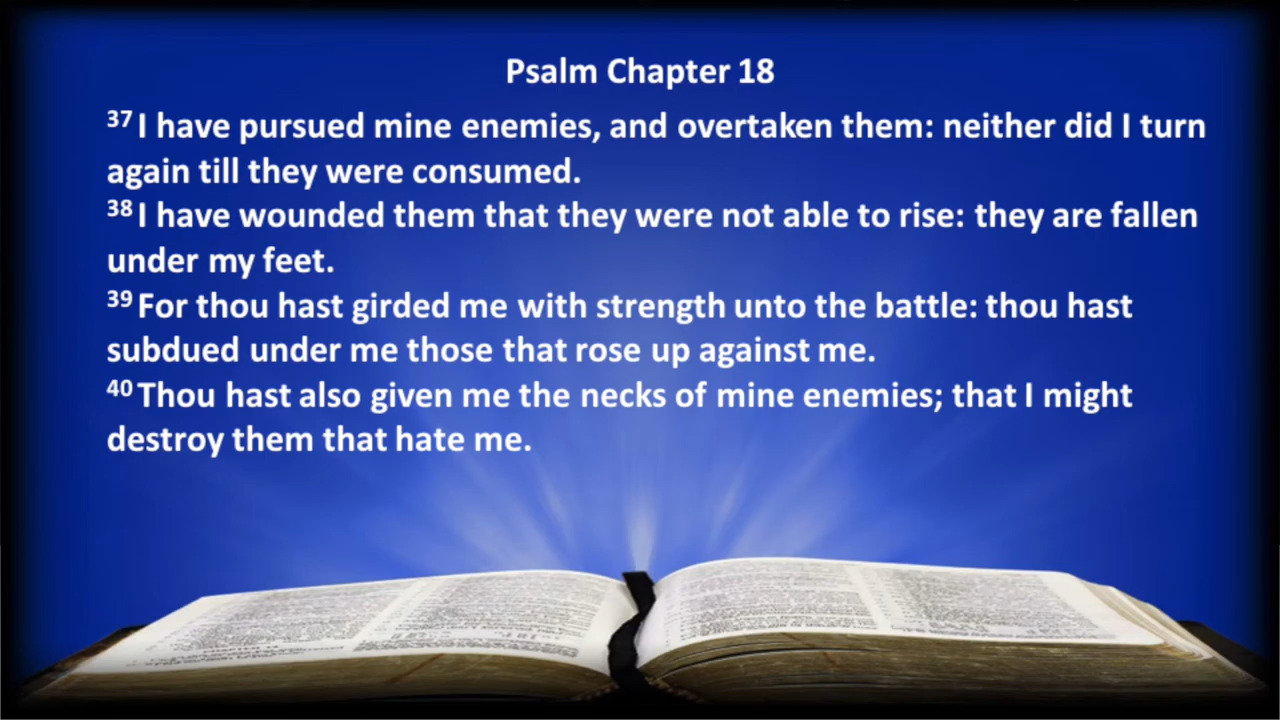 Psalm Chapter 18
37 I have pursued mine enemies, and overtaken them: neither did I turn
again till they were consumed.
38 I have wounded them that they were not able to rise: they are fallen
under my feet.
39 For thou hast girded me with strength unto the battle: thou hast
subdued under me those that rose up against me.
40 Thou hast also given me the necks of mine enemies; that I might
destroy them that hate me.